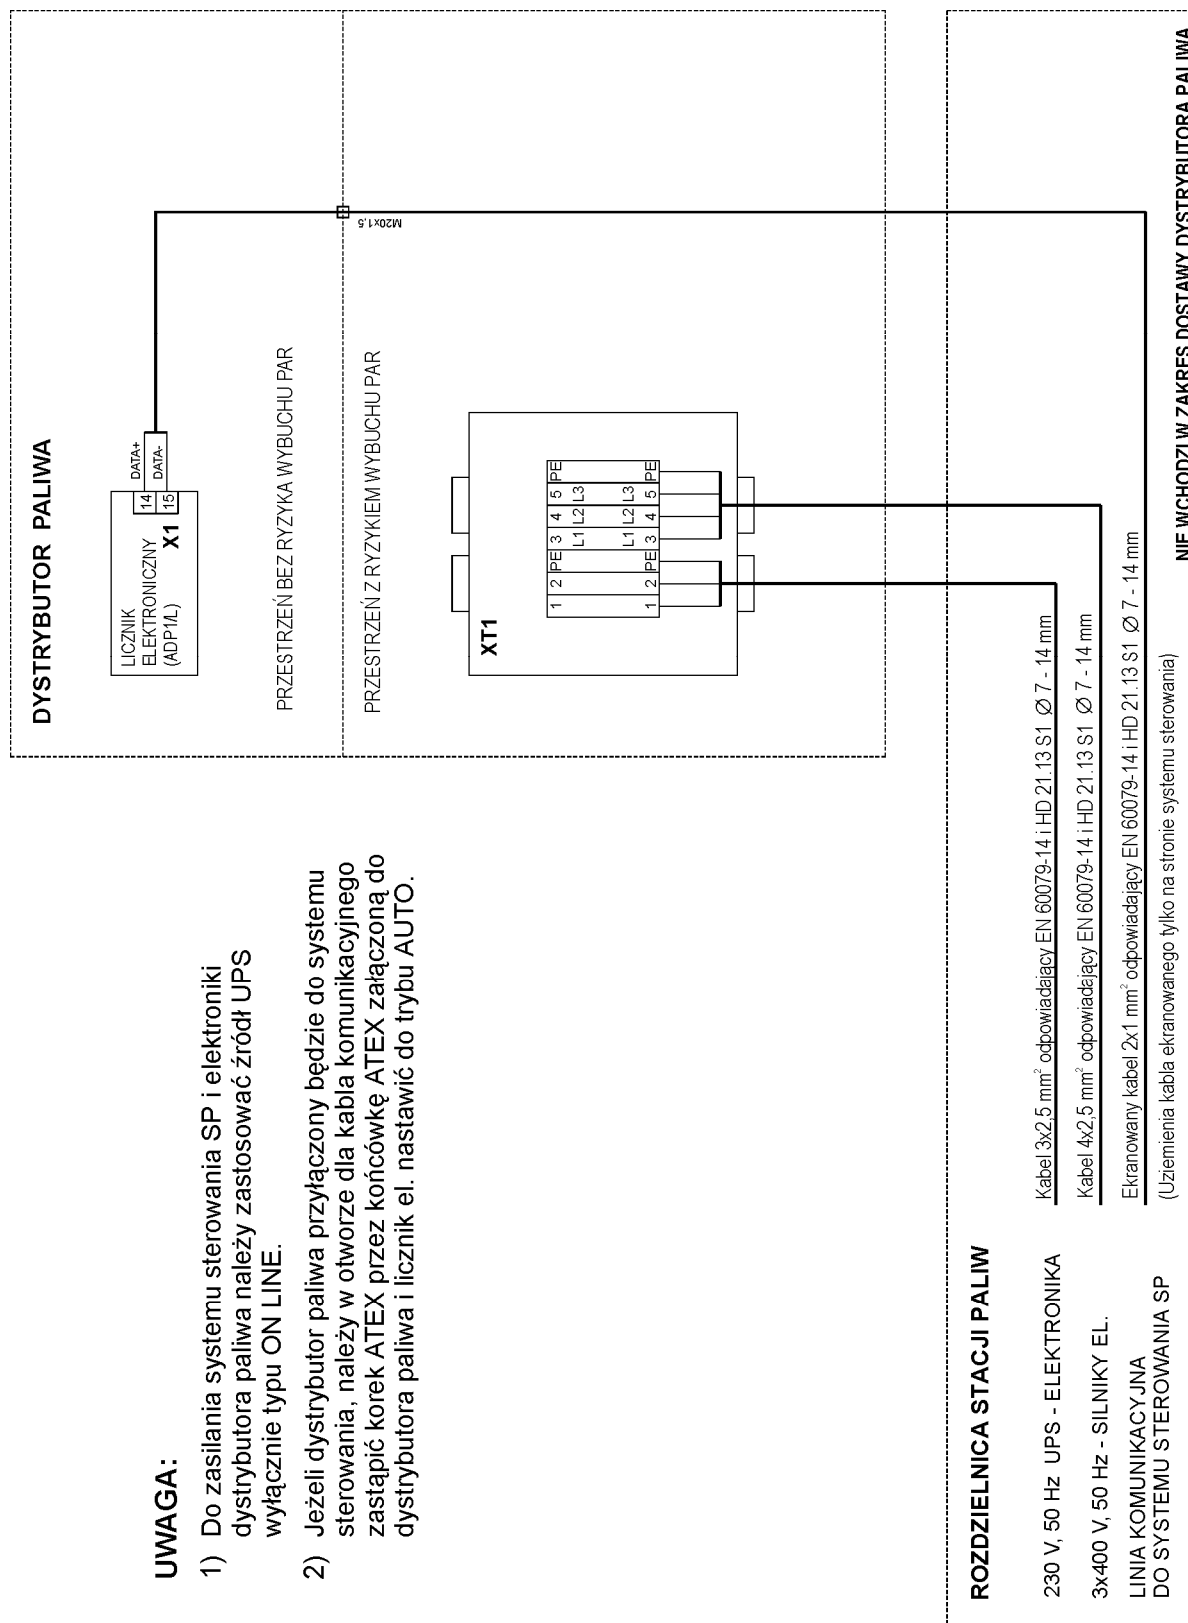 DYSTRYBUTOR PALIWA
LICZNIK
ELEKTRONICZNY
(ADP1/L)
X1
14
15
DATA+
DATA-
PRZESTRZEŃ BEZ RYZYKA WYBUCHU PAR
M20x1,5
PRZESTRZEŃ Z RYZYKIEM WYBUCHU PAR
XT1
1 2 PE 3 4 5 PE
L1 L2 L3
L1 L2 L3
1 2 PE 3 4 5 PE
UWAGA:
1) Do zasilania systemu sterowania SP i elektroniki
dystrybutora paliwa należy zastosować źródł UPS
wyłącznie typu ON LINE.
2) Jeżeli dystrybutor paliwa przyłączony będzie do systemu
sterowania, należy w otworze dla kabla komunikacyjnego
zastąpić korek ATEX przez końcówkę ATEX załączoną do
dystrybutora paliwa i licznik el. nastawić do trybu AUTO.
ROZDZIELNICA STACJI PALIW
230 V, 50 Hz UPS - ELEKTRONIKA
Kabel 3x2,5 mm² odpowiadający EN 60079-14 i HD 21.13 S1 Ø 7 - 14 mm
3x400 V, 50 Hz - SILNIKY EL.
Kabel 4x2,5 mm² odpowiadający EN 60079-14 i HD 21.13 S1 Ø 7 - 14 mm
LINIA KOMUNIKACYJNA
DO SYSTEMU STEROWANIA SP
Ekranowany kabel 2x1 mm² odpowiadający EN 60079-14 i HD 21.13 S1 Ø 7 - 14 mm
(Uziemienia kabla ekranowanego tylko na stronie systemu sterowania)
NIE WCHODZI W ZAKRES DOSTAWY DYSTRYBUTORA PALIWA